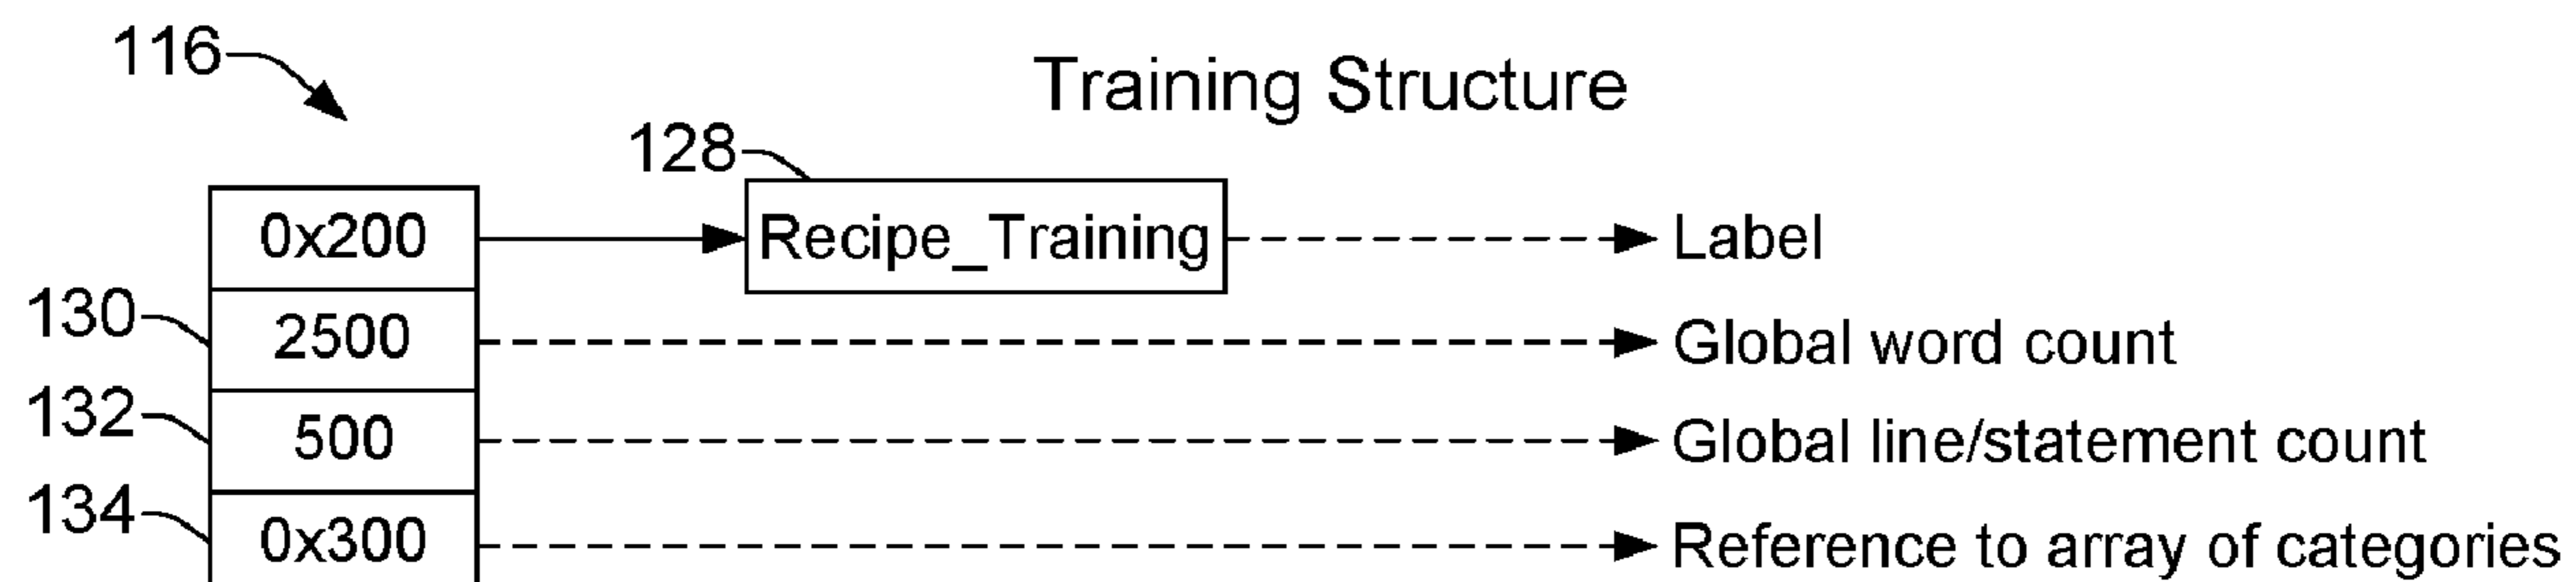 116
Training Structure
128
0x200
Recipe_Training
Label
130
2500
Global word count
132
500
Global line/statement count
134
0x300
Reference to array of categories